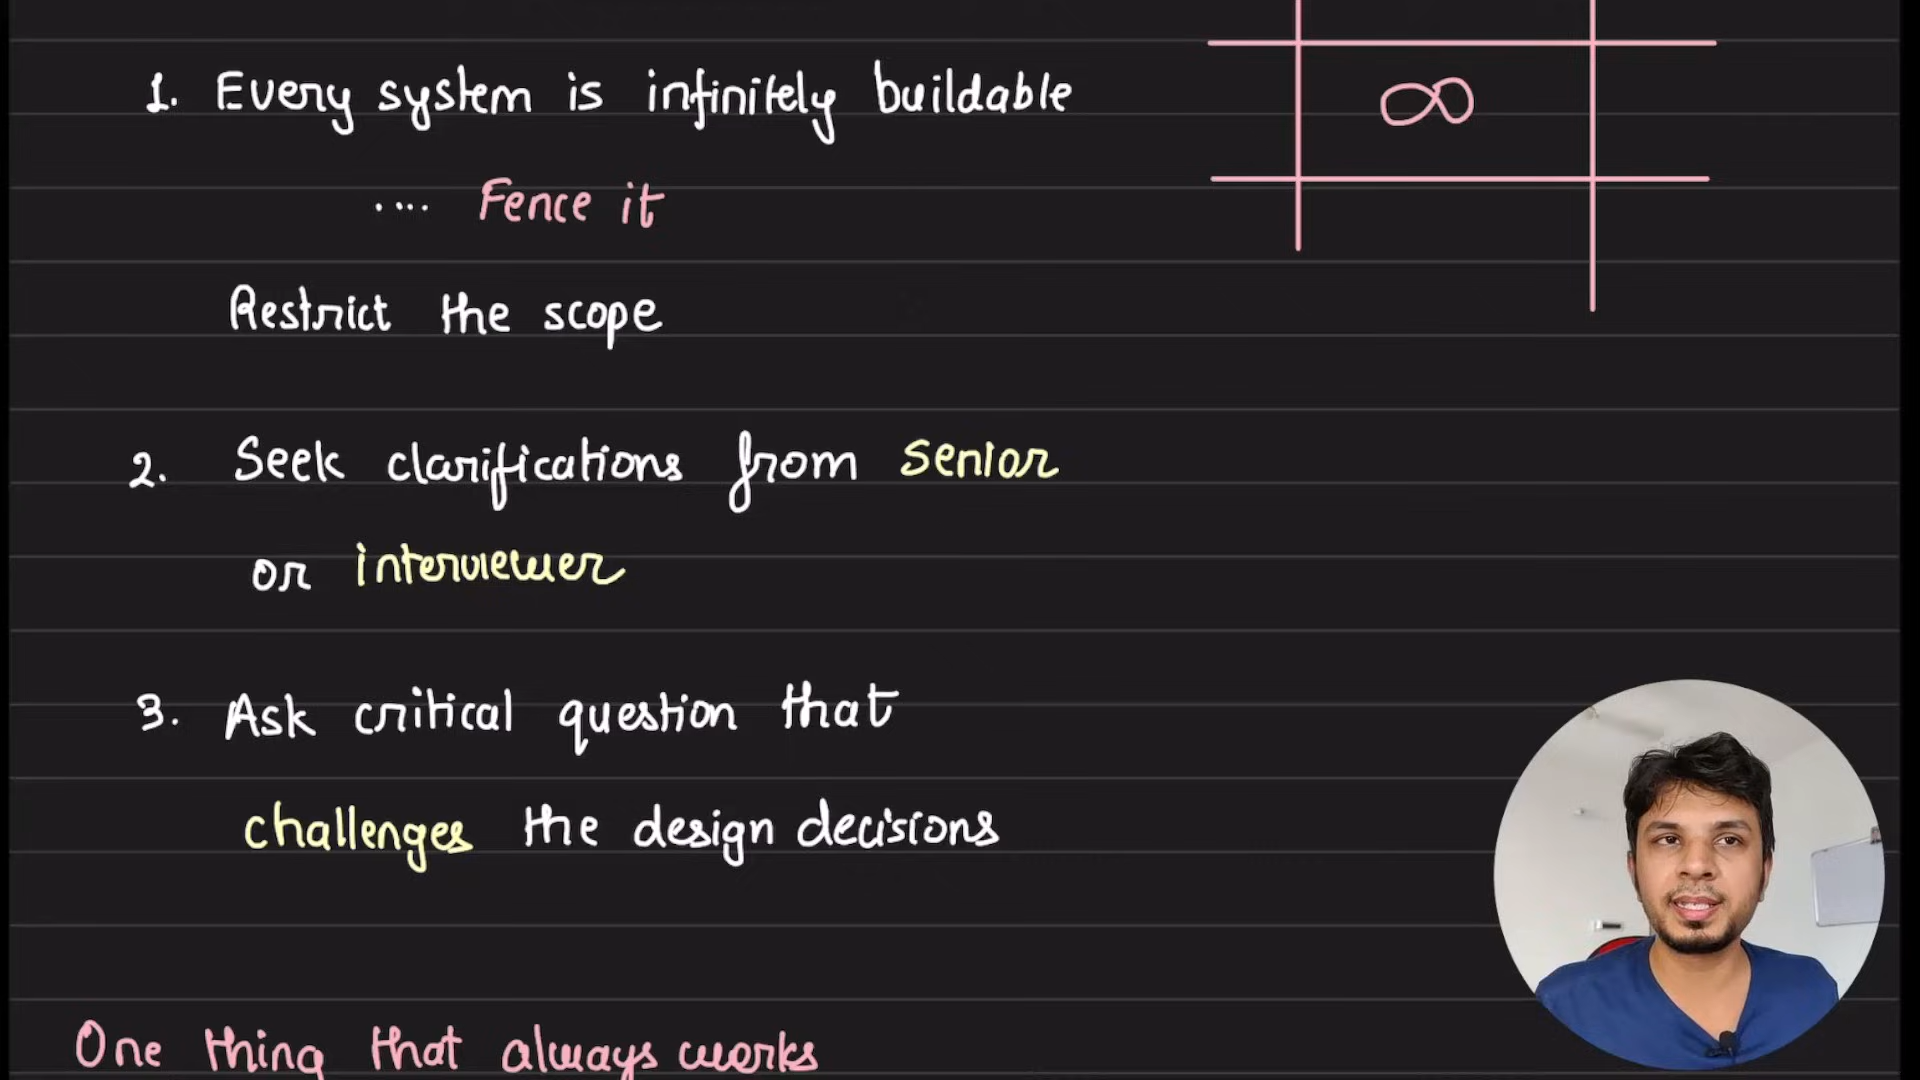 1. Every system is infinitely buildable
∞
.... Fence it
Restrict the scope
2. Seek clarifications from senior
or interviewer
3. Ask critical question that
challenges the design decisions
One thing that always works